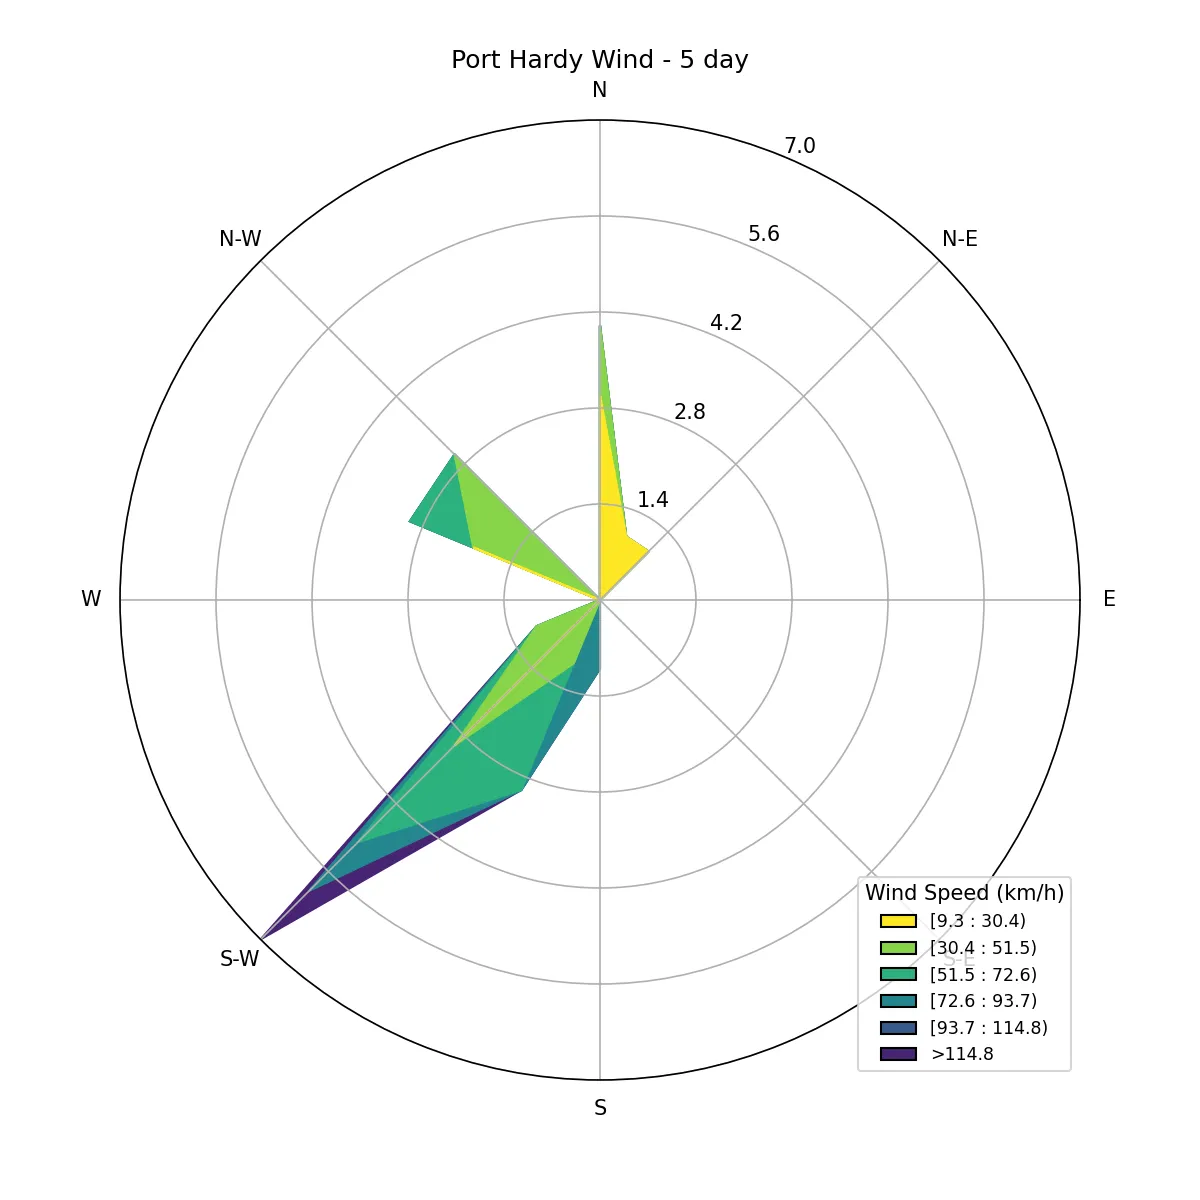 Port Hardy Wind - 5 day
N
7.0
N-W
5.6
N-E
4.2
2.8
1.4
W
E
Wind Speed (km/h)
[9.3 : 30.4)
[30.4 : 51.5)
S-W
S-E
[51.5 : 72.6)
[72.6 : 93.7)
[93.7 : 114.8)
>114.8
S